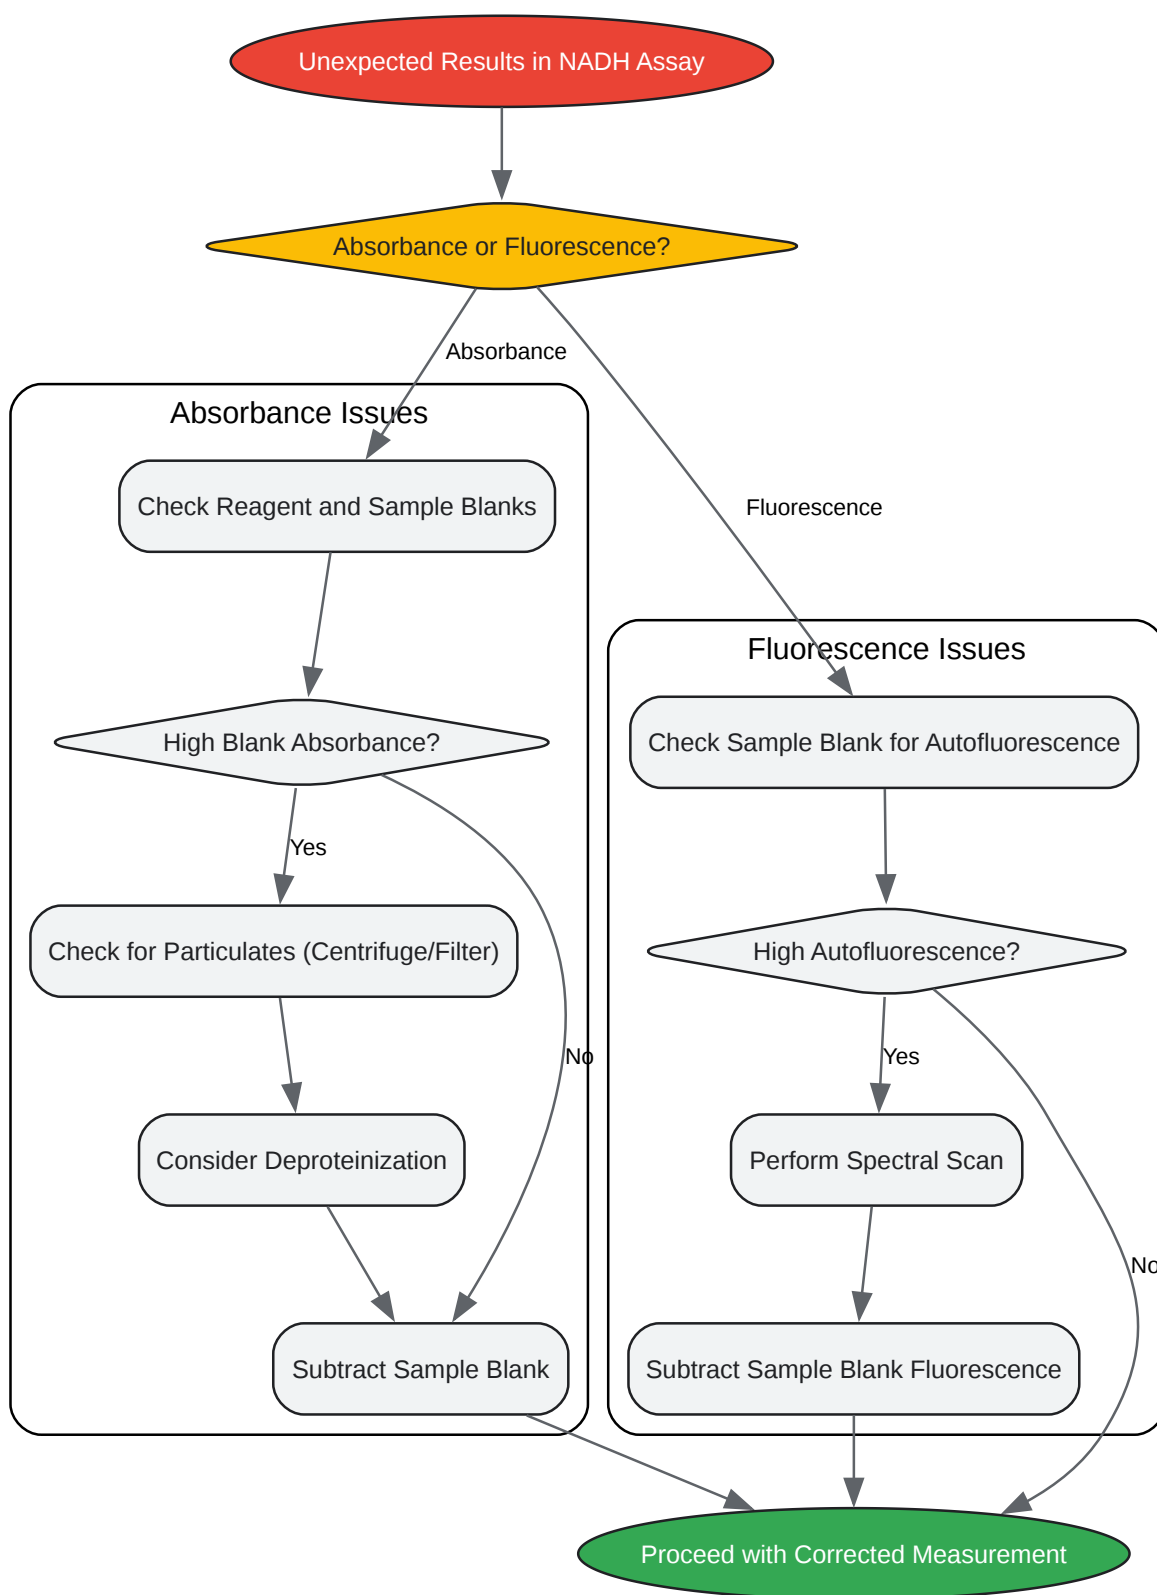 Unexpected Results in NADH Assay
Absorbance or Fluorescence?
Absorbance
Fluorescence
Absorbance Issues
Check Reagent and Sample Blanks
High Blank Absorbance?
Yes
Check for Particulates (Centrifuge/Filter)
No
Consider Deproteinization
Subtract Sample Blank
Fluorescence Issues
Check Sample Blank for Autofluorescence
High Autofluorescence?
Yes
Perform Spectral Scan
No
Subtract Sample Blank Fluorescence
Proceed with Corrected Measurement